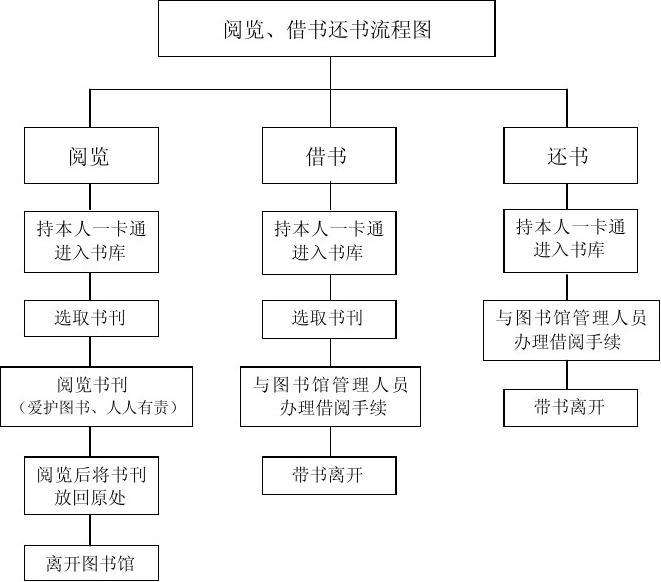 阅览、借书还书流程图
阅览
借书
还书
持本人一卡通
进入书库
持本人一卡通
进入书库
持本人一卡通
进入书库
选取书刊
选取书刊
与图书馆管理人员
办理借阅手续
阅览书刊
（爱护图书、人人有责）
与图书馆管理人员
办理借阅手续
带书离开
阅览后将书刊
放回原处
带书离开
离开图书馆